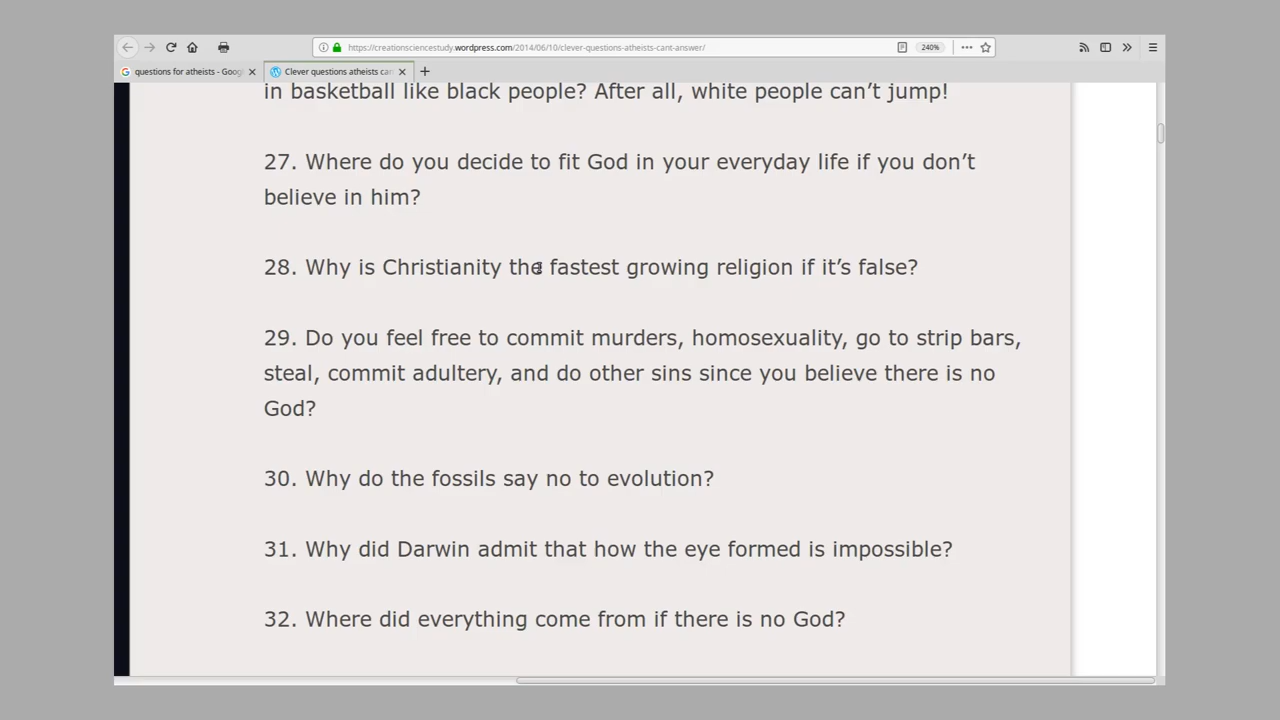 https://creationsciencestudy.wordpress.com/2014/06/10/clever-questions-atheists-cant-answer/
240%
questions for atheists - Goog
Clever questions atheists can
in basketball like black people? After all, white people can’t jump!
27. Where do you decide to fit God in your everyday life if you don’t
believe in him?
28. Why is Christianity the fastest growing religion if it’s false?
29. Do you feel free to commit murders, homosexuality, go to strip bars,
steal, commit adultery, and do other sins since you believe there is no
God?
30. Why do the fossils say no to evolution?
31. Why did Darwin admit that how the eye formed is impossible?
32. Where did everything come from if there is no God?